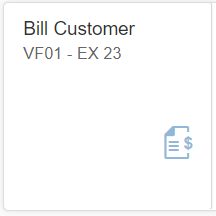 Bill Customer
VF01 - EX 23
$